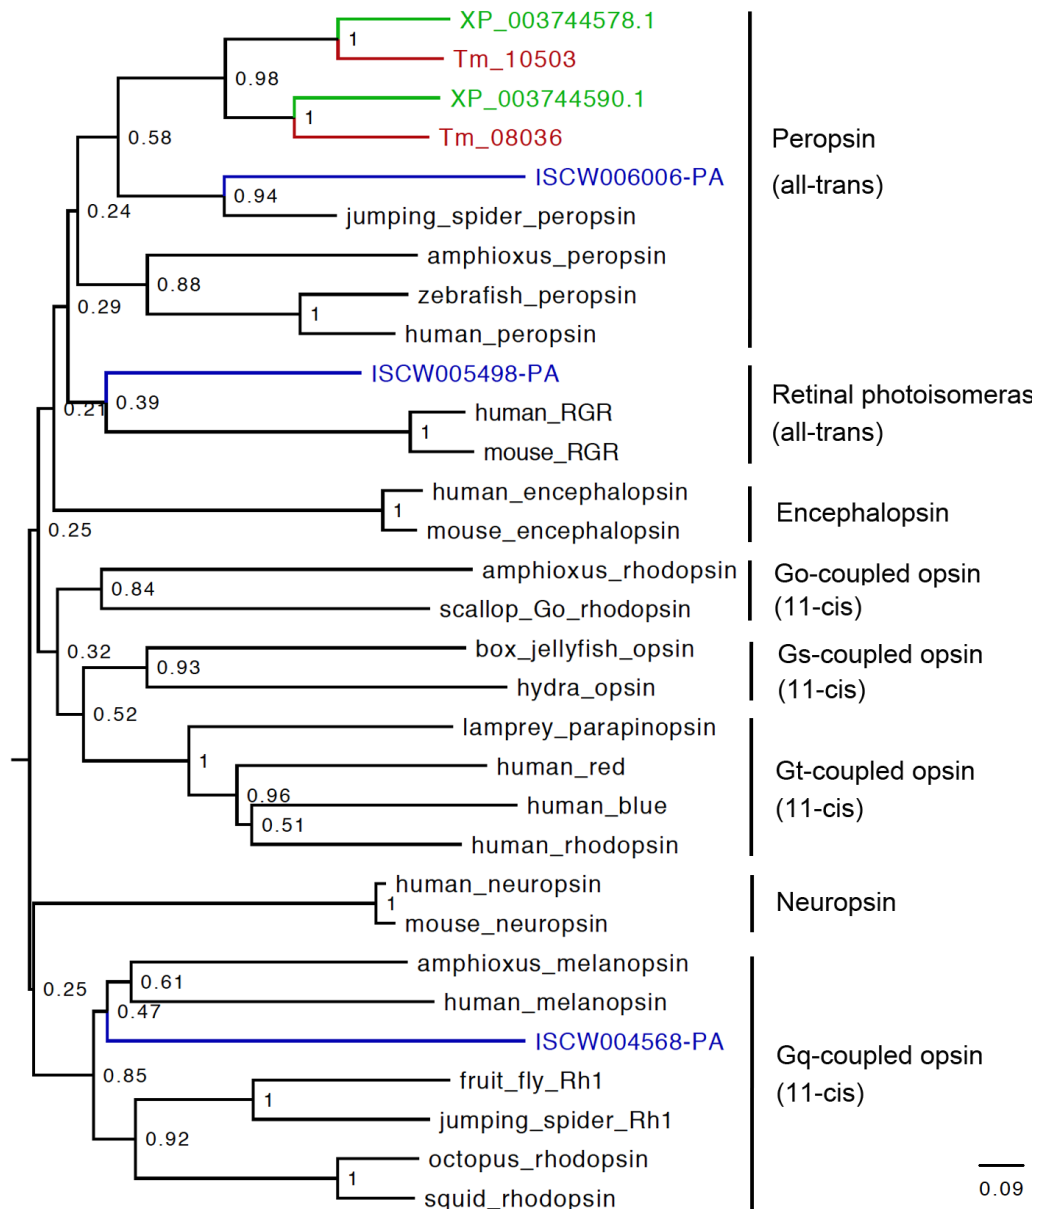 XP_003744578.1
1
Tm_10503
0.98
XP_003744590.1
1
Tm_08036
0.58
Peropsin
(all-trans)
ISCW006006-PA
0.94
jumping_spider_peropsin
0.24
amphioxus_peropsin
0.88
zebrafish_peropsin
0.29
1
human_peropsin
ISCW005498-PA
0.21
0.39
Retinal photoisomeras
(all-trans)
human_RGR
1
mouse_RGR
human_encephalopsin
1
Encephalopsin
0.25
mouse_encephalopsin
amphioxus_rhodopsin
0.84
Go-coupled opsin
(11-cis)
scallop_Go_rhodopsin
0.32
box_jellyfish_opsin
0.93
Gs-coupled opsin
(11-cis)
hydra_opsin
0.52
lamprey_parapinopsin
1
human_red
Gt-coupled opsin
(11-cis)
0.96
human_blue
0.51
human_rhodopsin
human_neuropsin
1
Neuropsin
mouse_neuropsin
amphioxus_melanopsin
0.61
0.25
human_melanopsin
0.47
ISCW004568-PA
Gq-coupled opsin
(11-cis)
0.85
fruit_fly_Rh1
1
jumping_spider_Rh1
0.92
octopus_rhodopsin
1
squid_rhodopsin
0.09